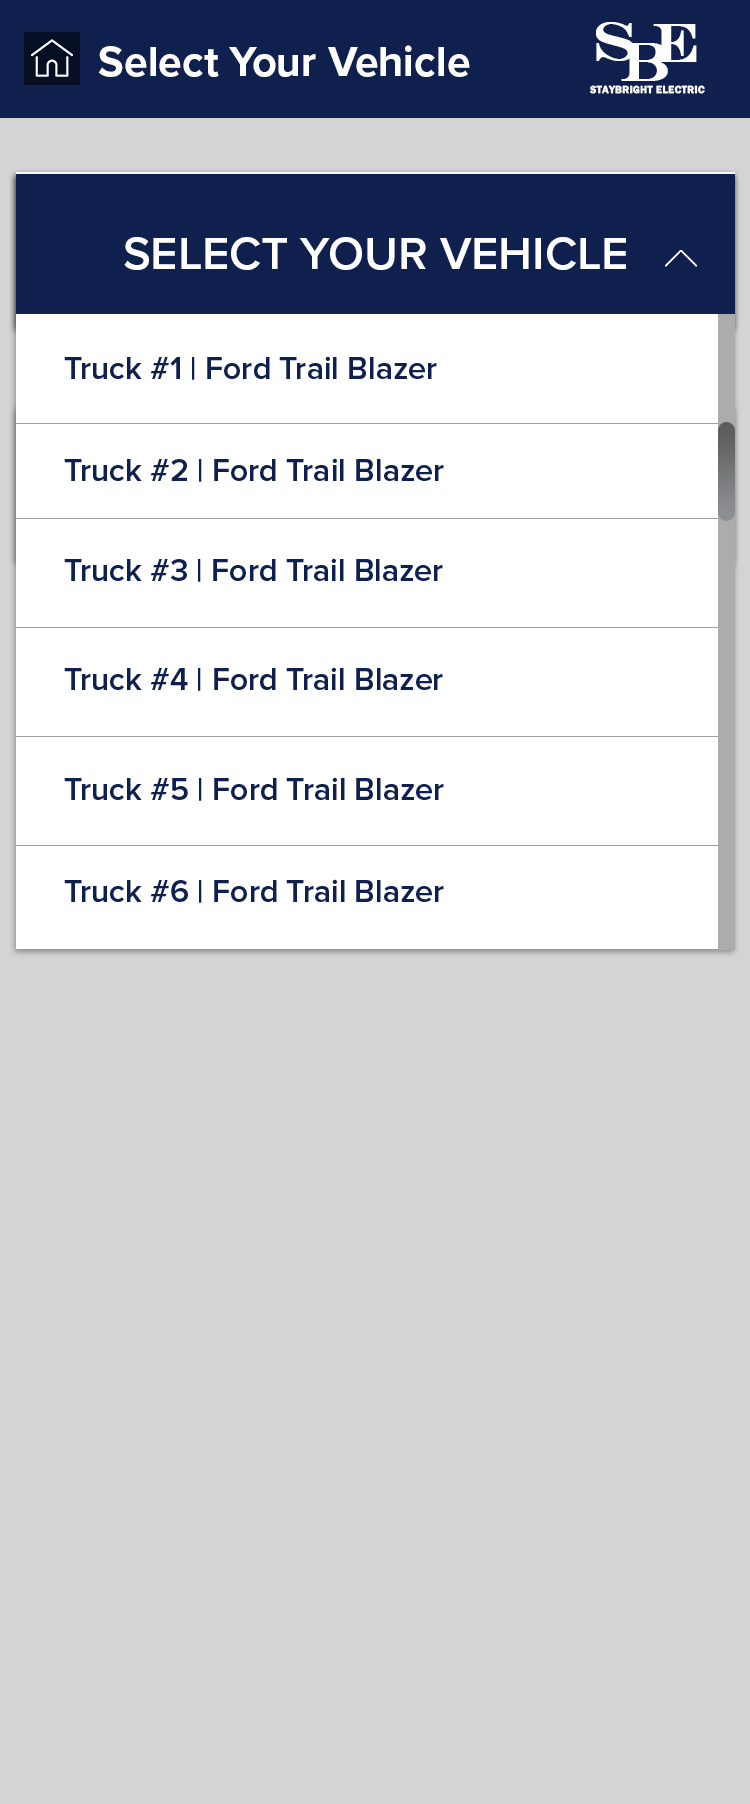 Select Your Vehicle
SBE
STAYBRIGHT ELECTRIC
SELECT YOUR VEHICLE
Truck #1 | Ford Trail Blazer
Truck #2 | Ford Trail Blazer
Truck #3 | Ford Trail Blazer
Truck #4 | Ford Trail Blazer
Truck #5 | Ford Trail Blazer
Truck #6 | Ford Trail Blazer